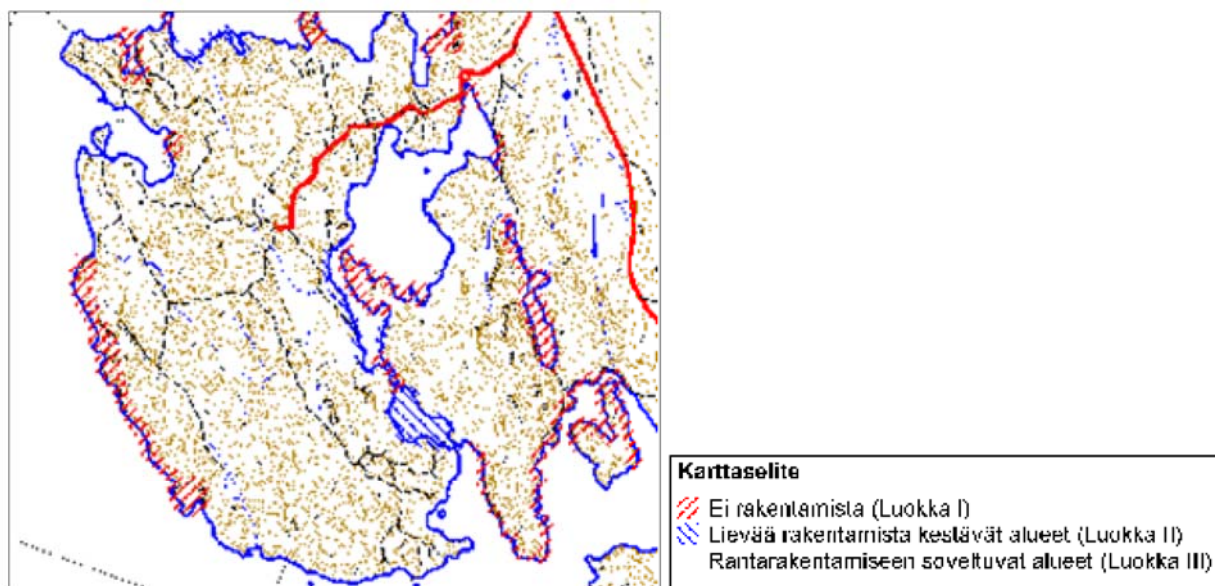 Karttaselite
Ei rakentamista (Luokka I)
Lievää rakentamista kestävät alueet (Luokka II)
Rantarakentamiseen soveltuvat alueet (Luokka III)